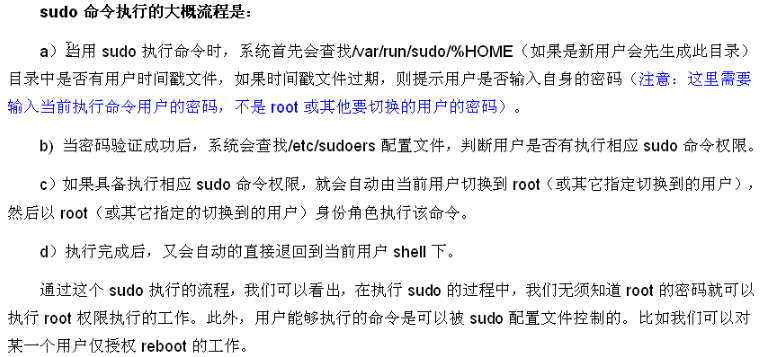 sudo 命令执行的大概流程是：
a）当用 sudo 执行命令时，系统首先会查找/var/run/sudo/%HOME（如果是新用户会先生成此目录）
目录中是否有用户时间戳文件，如果时间戳文件过期，则提示用户是否输入自身的密码（注意：这里需要
输入当前执行命令用户的密码，不是 root 或其他要切换的用户的密码）。
b）当密码验证成功后，系统会查找/etc/sudoers 配置文件，判断用户是否有执行相应 sudo 命令权限。
c）如果具备执行相应 sudo 命令权限，就会自动由当前用户切换到 root（或其它指定切换到的用户），
然后以 root（或其它指定的切换到的用户）身份角色执行该命令。
d）执行完成后，又会自动的直接退回到当前用户 shell 下。
通过这个 sudo 执行的流程，我们可以看出，在执行 sudo 的过程中，我们无须知道 root 的密码就可以
执行 root 权限执行的工作。此外，用户能够执行的命令是可以被 sudo 配置文件控制的。比如我们可以对
某一个用户仅授权 reboot 的工作。